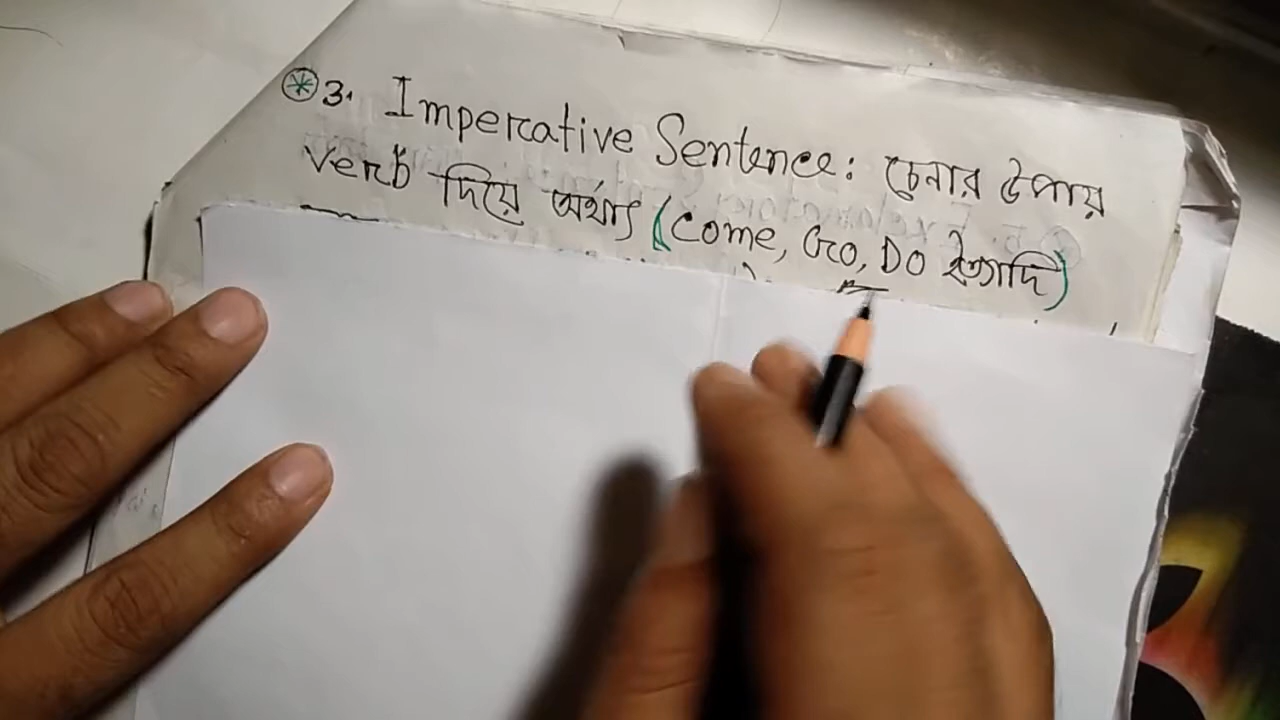 3. Imperative Sentence: চেনার উপায়
Verb দিয়ে অর্থাৎ (Come, Go, Do ইত্যাদি)